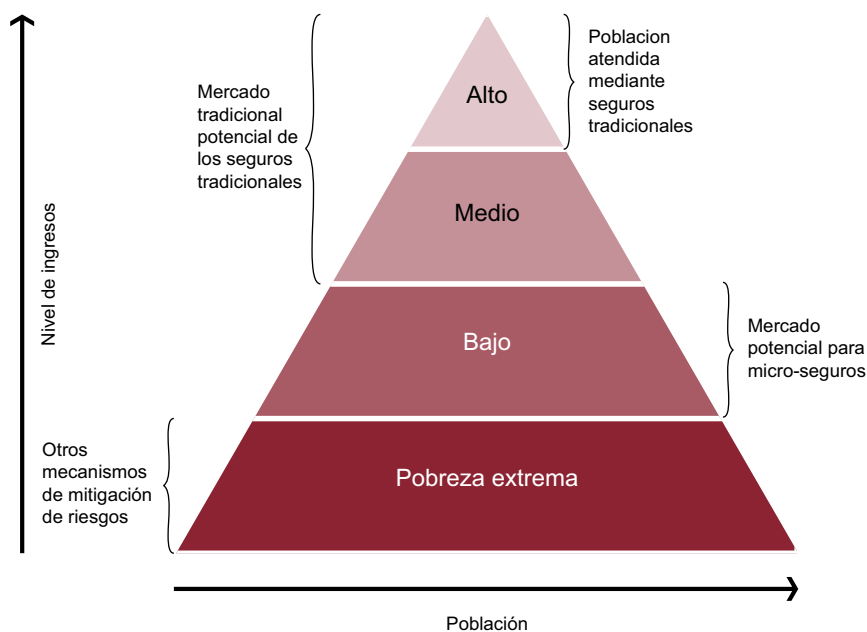 Poblacion
atendida
mediante
seguros
tradicionales
Mercado
tradicional
potencial de
los seguros
tradicionales
Alto
Medio
Nivel de ingresos
Bajo
Mercado
potencial para
micro-seguros
Otros
mecanismos
de mitigación
de riesgos
Pobreza extrema
Población